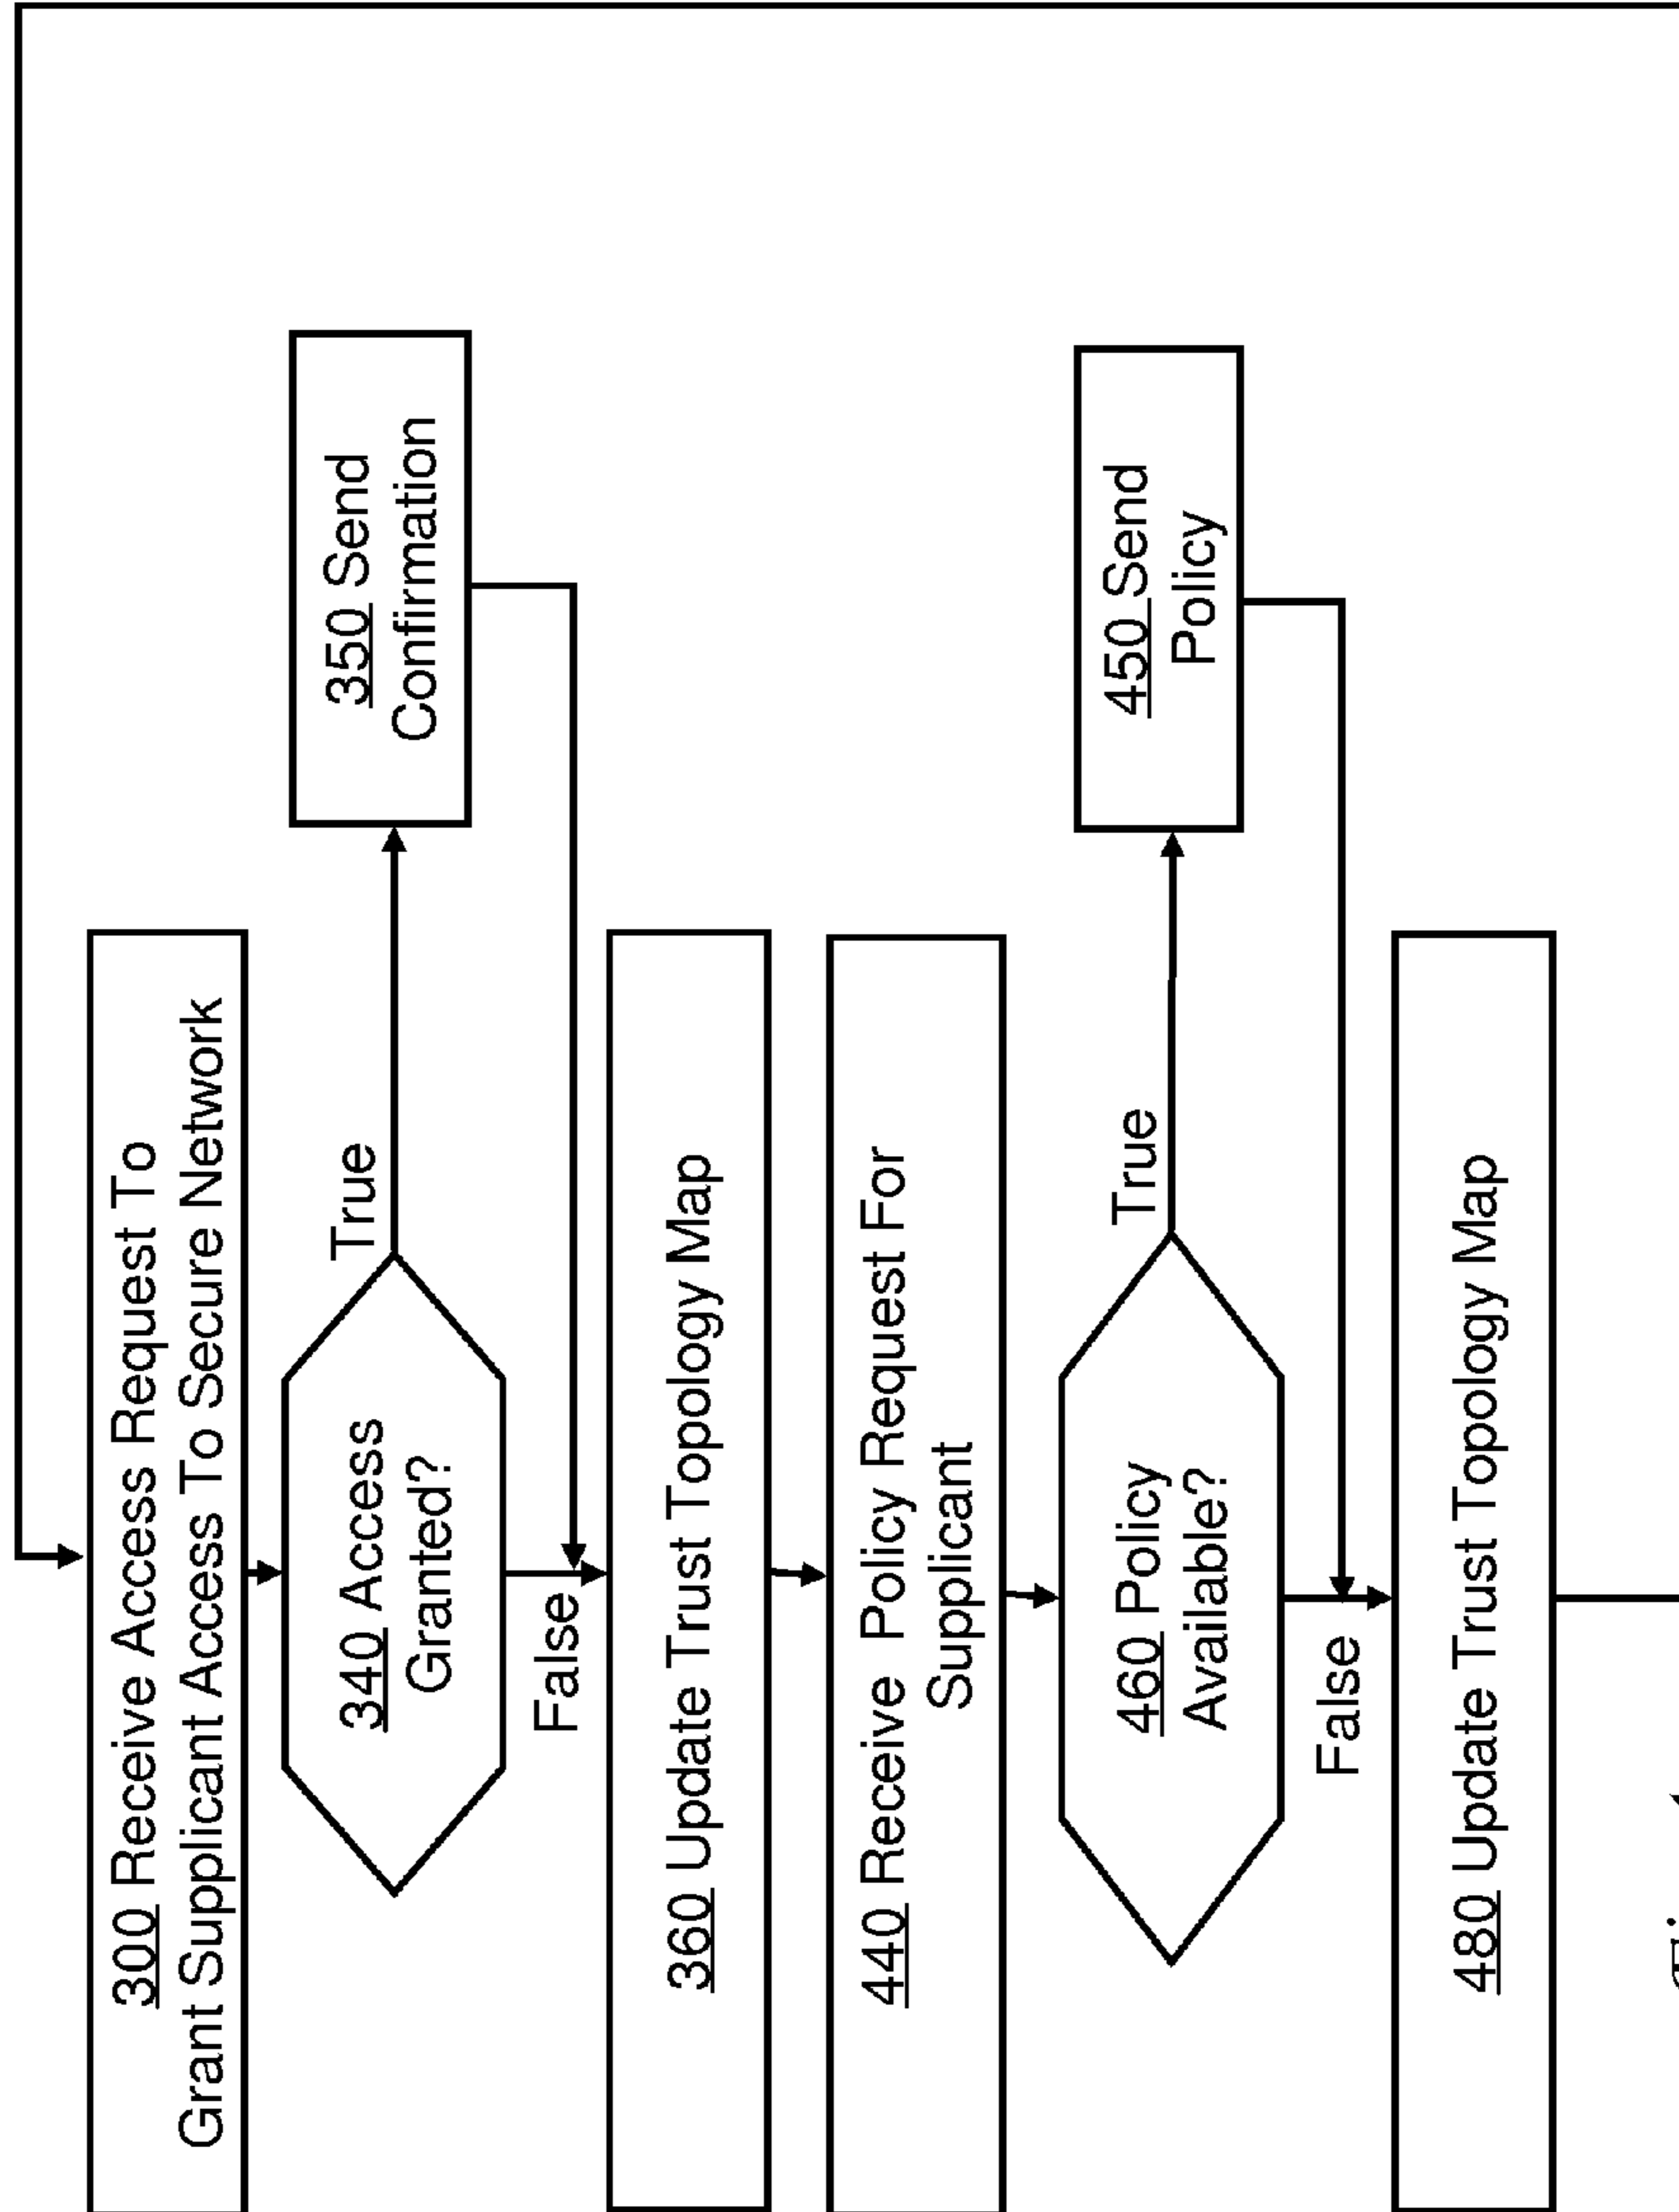 300 Receive Access Request To
Grant Supplicant Access To Secure Network
340 Access
Granted?
True
350 Send
Confirmation
False
360 Update Trust Topology Map
440 Receive Policy Request For
Supplicant
460 Policy
Available?
True
450 Send
Policy
False
480 Update Trust Topology Map